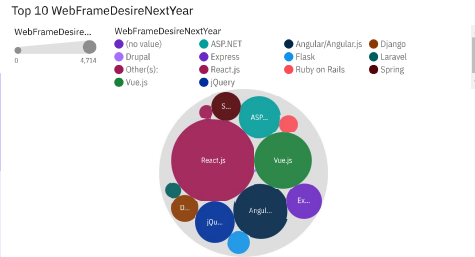 Top 10 WebFrameDesireNextYear
WebFrameDesire...
0 4,714
WebFrameDesireNextYear
(no value) ASP.NET Angular/Angular.js Django
Drupal Express Flask Laravel
Other(s): React.js Ruby on Rails Spring
Vue.js jQuery
S...
ASP...
React.js
Vue.js
D...
Ex...
jQu...
Angul...